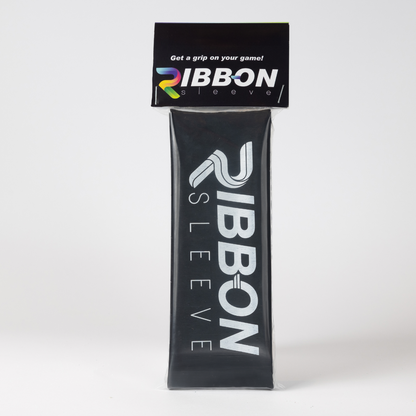 Get a grip on your game!
RIBBON
sleeve
RIBBON
SLEEVE